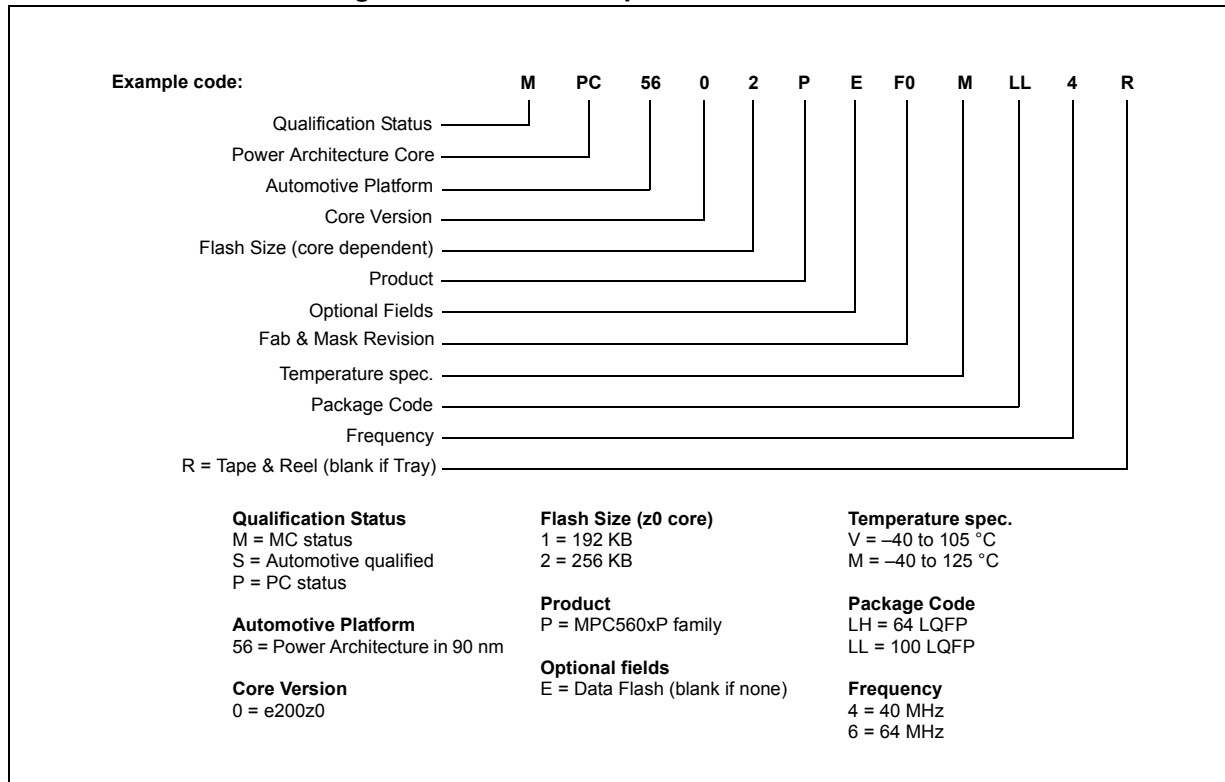 Example code: M PC 56 0 2 P E F0 M LL 4 R
Qualification Status
Power Architecture Core
Automotive Platform
Core Version
Flash Size (core dependent)
Product
Optional Fields
Fab & Mask Revision
Temperature spec.
Package Code
Frequency
R = Tape & Reel (blank if Tray)
Qualification Status
M = MC status
S = Automotive qualified
P = PC status
Automotive Platform
56 = Power Architecture in 90 nm
Core Version
0 = e200z0
Flash Size (z0 core)
1 = 192 KB
2 = 256 KB
Product
P = MPC560xP family
Optional fields
E = Data Flash (blank if none)
Temperature spec.
V = –40 to 105 °C
M = –40 to 125 °C
Package Code
LH = 64 LQFP
LL = 100 LQFP
Frequency
4 = 40 MHz
6 = 64 MHz